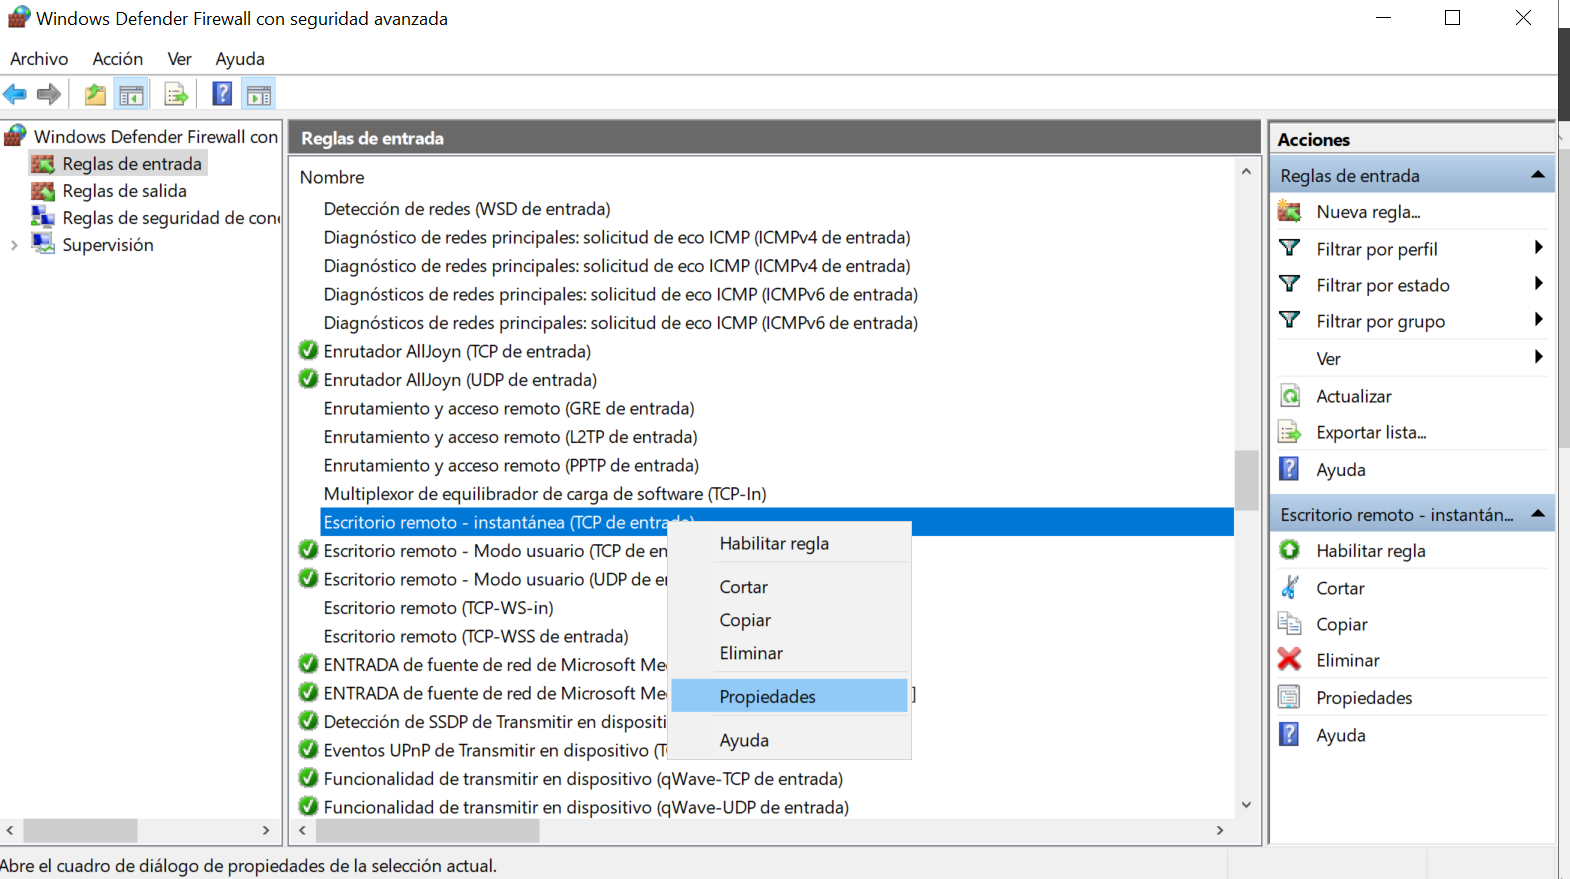 Windows Defender Firewall con seguridad avanzada
Archivo Acción Ver Ayuda
Windows Defender Firewall con
Reglas de entrada
Reglas de salida
Reglas de seguridad de con
Supervisión
Reglas de entrada
Nombre
Detección de redes (WSD de entrada)
Diagnóstico de redes principales: solicitud de eco ICMP (ICMPv4 de entrada)
Diagnóstico de redes principales: solicitud de eco ICMP (ICMPv4 de entrada)
Diagnósticos de redes principales: solicitud de eco ICMP (ICMPv6 de entrada)
Diagnósticos de redes principales: solicitud de eco ICMP (ICMPv6 de entrada)
Enrutador AllJoyn (TCP de entrada)
Enrutador AllJoyn (UDP de entrada)
Enrutamiento y acceso remoto (GRE de entrada)
Enrutamiento y acceso remoto (L2TP de entrada)
Enrutamiento y acceso remoto (PPTP de entrada)
Multiplexor de equilibrador de carga de software (TCP-In)
Escritorio remoto - instantánea (TCP de entrada)
Escritorio remoto - Modo usuario (TCP de en
Escritorio remoto - Modo usuario (UDP de e
Escritorio remoto (TCP-WS-in)
Escritorio remoto (TCP-WSS de entrada)
ENTRADA de fuente de red de Microsoft Me
ENTRADA de fuente de red de Microsoft Me ]
Detección de SSDP de Transmitir en dispositi
Eventos UPnP de Transmitir en dispositivo (T
Funcionalidad de transmitir en dispositivo (qWave-TCP de entrada)
Funcionalidad de transmitir en dispositivo (qWave-UDP de entrada)
Habilitar regla
Cortar
Copiar
Eliminar
Propiedades
Ayuda
Acciones
Reglas de entrada
Nueva regla...
Filtrar por perfil
Filtrar por estado
Filtrar por grupo
Ver
Actualizar
Exportar lista...
Ayuda
Escritorio remoto - instantán...
Habilitar regla
Cortar
Copiar
Eliminar
Propiedades
Ayuda
Abre el cuadro de diálogo de propiedades de la selección actual.